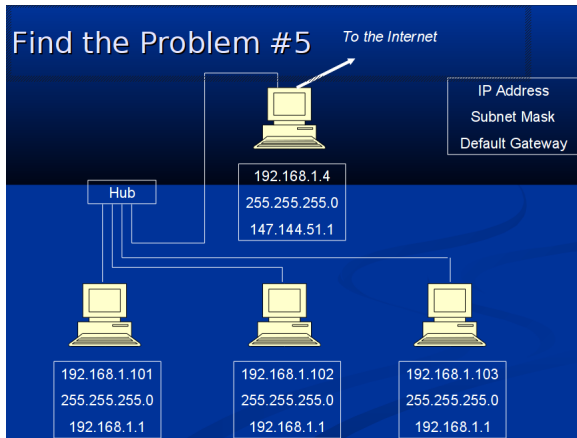 Find the Problem #5
To the Internet
IP Address
Subnet Mask
Default Gateway
192.168.1.4
255.255.255.0
147.144.51.1
Hub
192.168.1.101
255.255.255.0
192.168.1.1
192.168.1.102
255.255.255.0
192.168.1.1
192.168.1.103
255.255.255.0
192.168.1.1